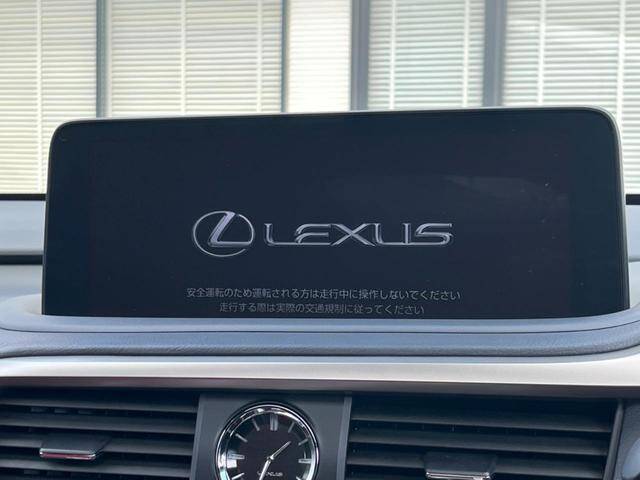 LEXUS
安全運転のため運転される方は走行中に操作しないでください
走行する際は実際の交通規制に従ってください
LEXUS